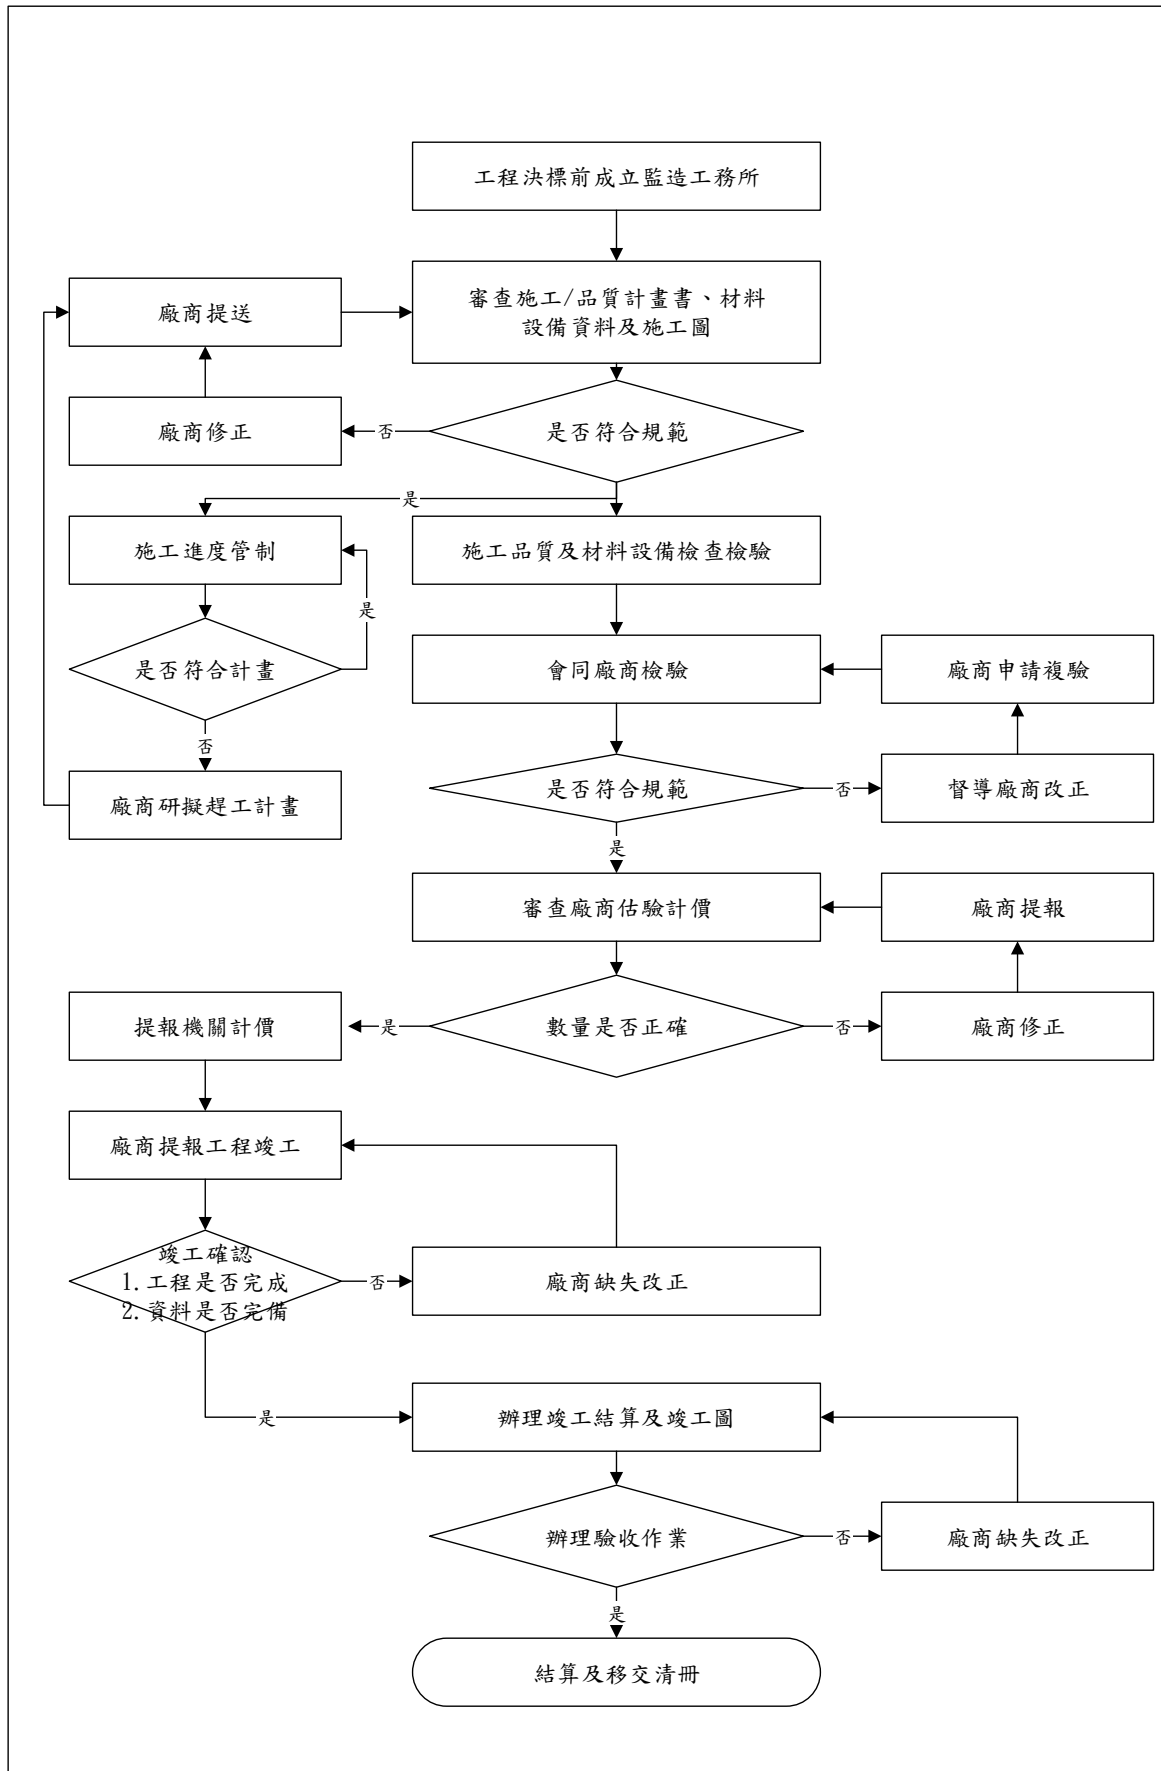 工程決標前成立監造工務所
廠商提送
審查施工/品質計畫書、材料
設備資料及施工圖
廠商修正
否
是否符合規範
是
施工進度管制
施工品質及材料設備檢查檢驗
是
是否符合計畫
會同廠商檢驗
廠商申請複驗
否
廠商研擬趕工計畫
是否符合規範
否
督導廠商改正
是
審查廠商估驗計價
廠商提報
提報機關計價
是
數量是否正確
否
廠商修正
廠商提報工程竣工
竣工確認
1.工程是否完成
2.資料是否完備
否
廠商缺失改正
是
辦理竣工結算及竣工圖
辦理驗收作業
否
廠商缺失改正
是
結算及移交清冊